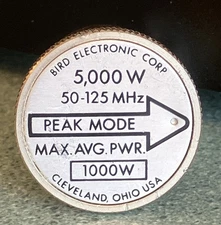 BIRD ELECTRONIC CORP
5,000 W
50-125 MHz
PEAK MODE
MAX. AVG. PWR.
1000W
CLEVELAND, OHIO USA